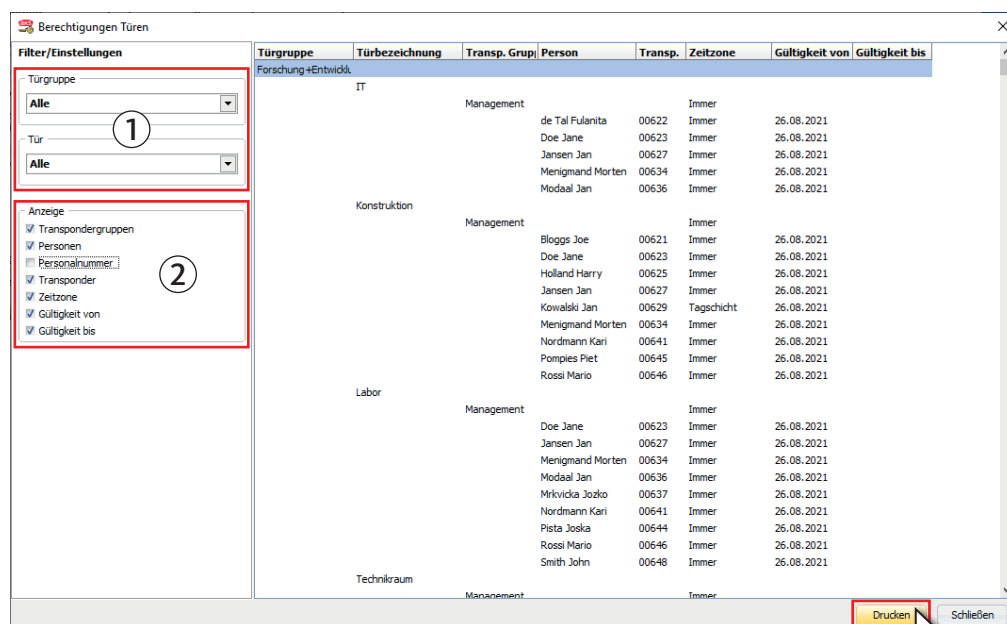 Berechtigungen Türen
Filter/Einstellungen
Türgruppe
Alle
①
Tür
Alle
Anzeige
Transpondergruppen
Personen
Personalnummer
Transponder
Zeitzone
Gültigkeit von
Gültigkeit bis
②
Türgruppe Türbezeichnung Transp. Grup Person Transp. Zeitzone Gültigkeit von Gültigkeit bis
Forschung+Entwickl
IT
Management Immer
de Tal Fulanita 00622 Immer 26.08.2021
Doe Jane 00623 Immer 26.08.2021
Jansen Jan 00627 Immer 26.08.2021
Menigmand Morten 00634 Immer 26.08.2021
Modaal Jan 00636 Immer 26.08.2021
Konstruktion
Management Immer
Bloggs Joe 00621 Immer 26.08.2021
Doe Jane 00623 Immer 26.08.2021
Holland Harry 00625 Immer 26.08.2021
Jansen Jan 00627 Immer 26.08.2021
Kowalski Jan 00629 Tagschicht 26.08.2021
Menigmand Morten 00634 Immer 26.08.2021
Nordmann Kari 00641 Immer 26.08.2021
Pompies Piet 00645 Immer 26.08.2021
Rossi Mario 00646 Immer 26.08.2021
Labor
Management Immer
Doe Jane 00623 Immer 26.08.2021
Jansen Jan 00627 Immer 26.08.2021
Menigmand Morten 00634 Immer 26.08.2021
Modaal Jan 00636 Immer 26.08.2021
Mrkvicka Jozko 00637 Immer 26.08.2021
Nordmann Kari 00641 Immer 26.08.2021
Pista Joska 00644 Immer 26.08.2021
Rossi Mario 00646 Immer 26.08.2021
Smith John 00648 Immer 26.08.2021
Technikraum
Management Immer
Drucken Schließen